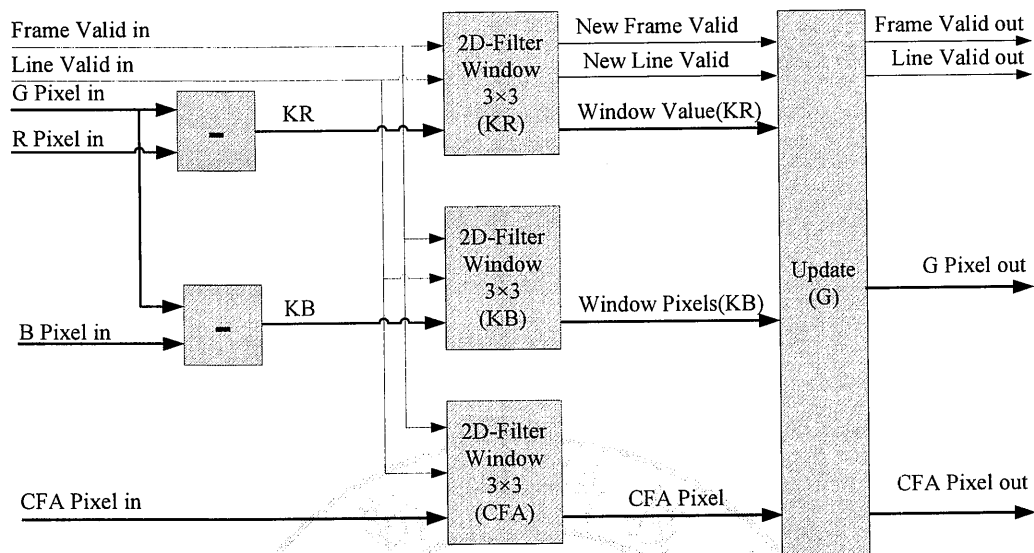 Frame Valid in
Line Valid in
G Pixel in
R Pixel in
-
KR
2D-Filter
Window
3×3
(KR)
New Frame Valid
New Line Valid
Window Value(KR)
Frame Valid out
Line Valid out
B Pixel in
-
KB
2D-Filter
Window
3×3
(KB)
Window Pixels(KB)
Update
(G)
G Pixel out
CFA Pixel in
2D-Filter
Window
3×3
(CFA)
CFA Pixel
CFA Pixel out